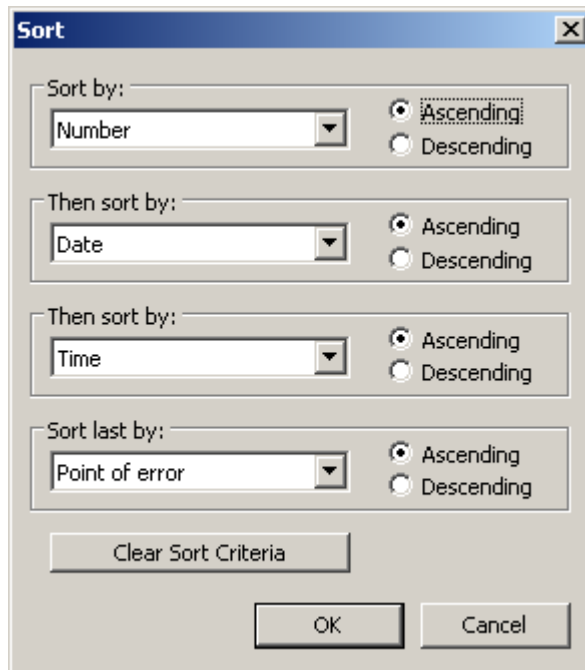 Sort
Sort by:
Number
Ascending
Descending
Then sort by:
Date
Ascending
Descending
Then sort by:
Time
Ascending
Descending
Sort last by:
Point of error
Ascending
Descending
Clear Sort Criteria
OK
Cancel